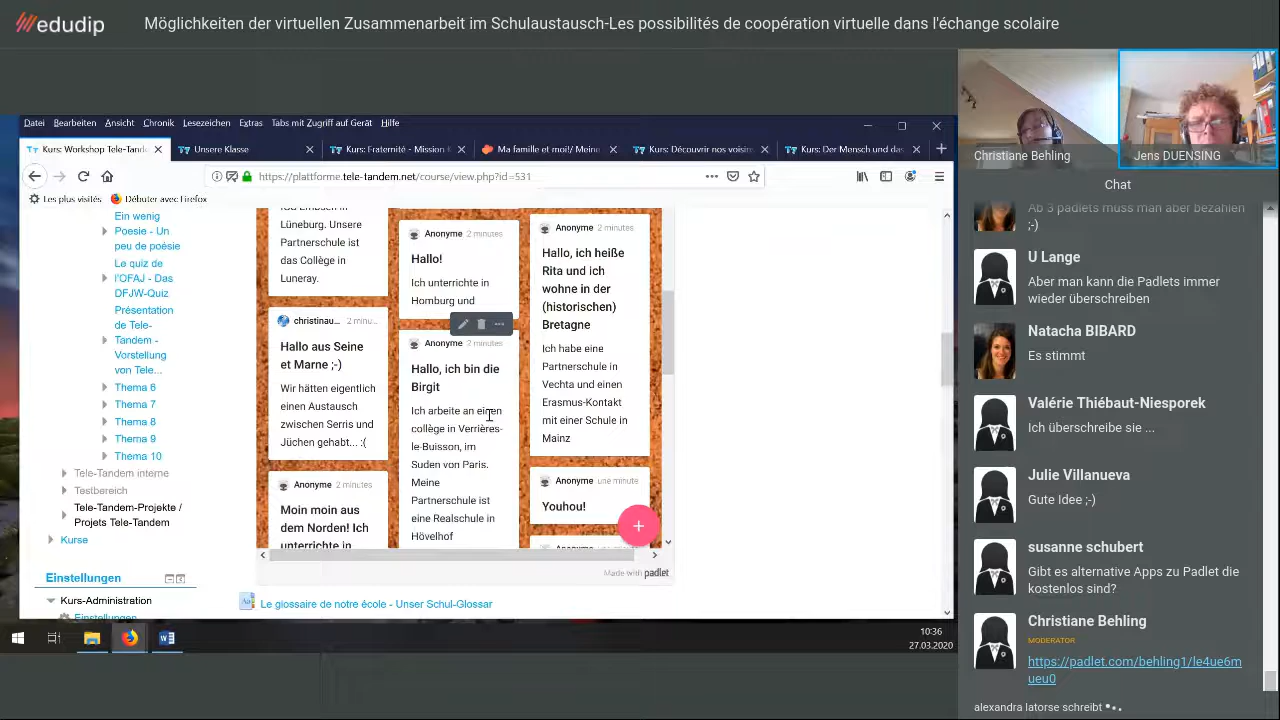 edudip
Möglichkeiten der virtuellen Zusammenarbeit im Schulaustausch-Les possibilités de coopération virtuelle dans l'échange scolaire
Datei Bearbeiten Ansicht Chronik Lesezeichen Extras Tabs mit Zugriff auf Gerät Hilfe
Kurs: Workshop Tele-Tande
Unsere Klasse
Kurs: Fraternité - Mission K
Ma famille et moi!/ Meine
Kurs: Découvrir nos voisins
Kurs: Der Mensch und das
https://plattforme.tele-tandem.net/course/view.php?id=531
Les plus visités
Débuter avec Firefox
Ein wenig
Poesie - Un
peu de poésie
Le quiz de
l'OFAJ - Das
DFJW-Quiz
Présentation
de Tele-
Tandem -
Vorstellung
von Tele...
Thema 6
Thema 7
Thema 8
Thema 9
Thema 10
Tele-Tandem interne
Testbereich
Tele-Tandem-Projekte /
Projets Tele-Tandem
Kurse
Einstellungen
Kurs-Administration
Einstellungen
Lüneburg. Unsere
Partnerschule ist
das Collège in
Luneray.
christinau... 2 minu...
Hallo aus Seine
et Marne ;-)
Wir hätten eigentlich
einen Austausch
zwischen Serris und
Jüchen gehabt... :(
Anonyme 2 minutes
Moin moin aus
dem Norden! Ich
unterrichte in
Anonyme 2 minutes
Hallo!
Ich unterrichte in
Homburg und
Anonyme 2 minutes
Hallo, ich bin die
Birgit
Ich arbeite an einen
collège in Verrières-
le-Buisson, im
Suden von Paris.
Meine
Partnerschule ist
eine Realschule in
Hövelhof
Anonyme 2 minutes
Hallo, ich heiße
Rita und ich
wohne in der
(historischen)
Bretagne
Ich habe eine
Partnerschule in
Vechta und einen
Erasmus-Kontakt
mit einer Schule in
Mainz
Anonyme une minute
Youhou!
Made with padlet
Le glossaire de notre école - Unser Schul-Glossar
10:36
27.03.2020
Christiane Behling
Jens DUENSING
Chat
Ab 3 padlets muss man aber bezahlen
;-)
U Lange
Aber man kann die Padlets immer
wieder überschreiben
Natacha BIBARD
Es stimmt
Valérie Thiébaut-Niesporek
Ich überschreibe sie ...
Julie Villanueva
Gute Idee ;-)
susanne schubert
Gibt es alternative Apps zu Padlet die
kostenlos sind?
Christiane Behling
MODERATOR
https://padlet.com/behling1/le4ue6m
ueu0
alexandra latorse schreibt